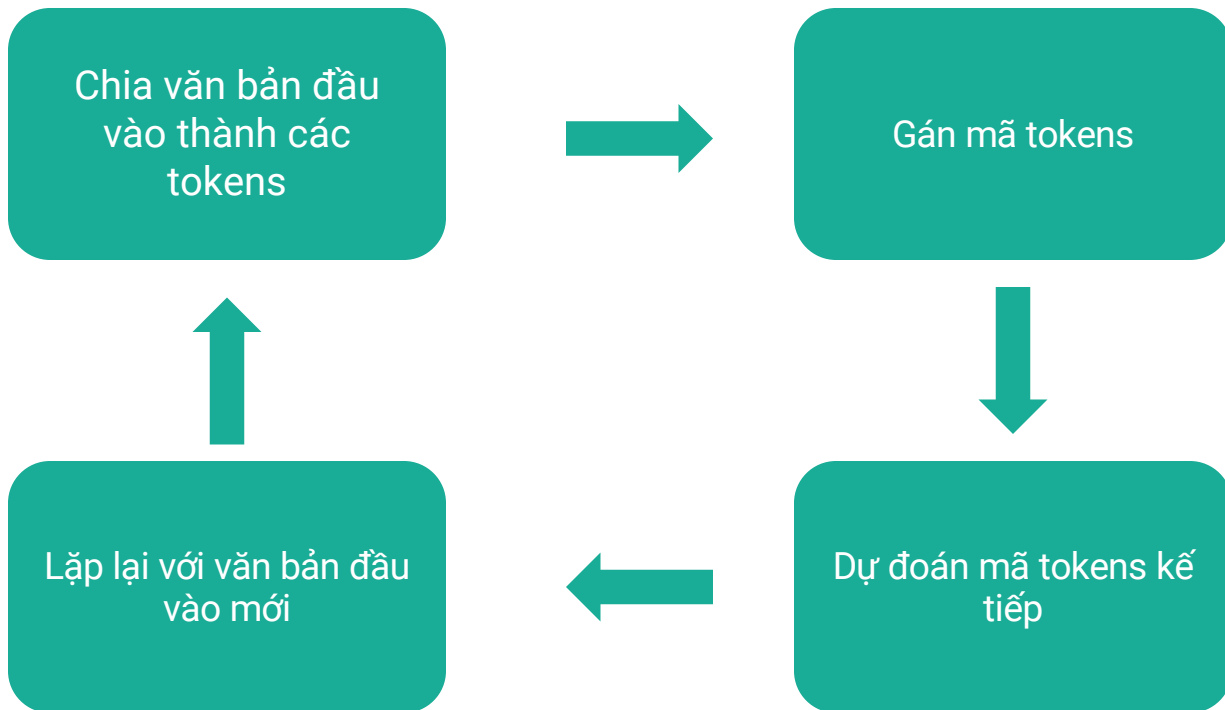 Chia văn bản đầu
vào thành các
tokens
Gán mã tokens
Lặp lại với văn bản đầu
vào mới
Dự đoán mã tokens kế
tiếp